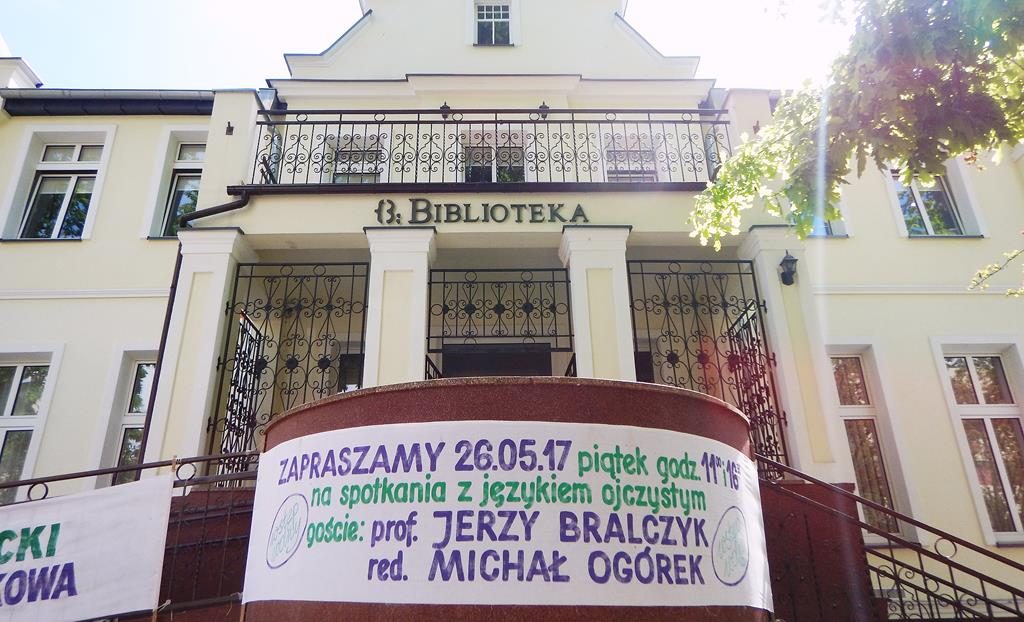 BIBLIOTEKA
ZAPRASZAMY 26.05.17 piątek godz. 11⁰⁰ i 16³⁰
na spotkania z językiem ojczystym
goście: prof. JERZY BRALCZYK
red. MICHAŁ OGÓREK
CKI
KOWA